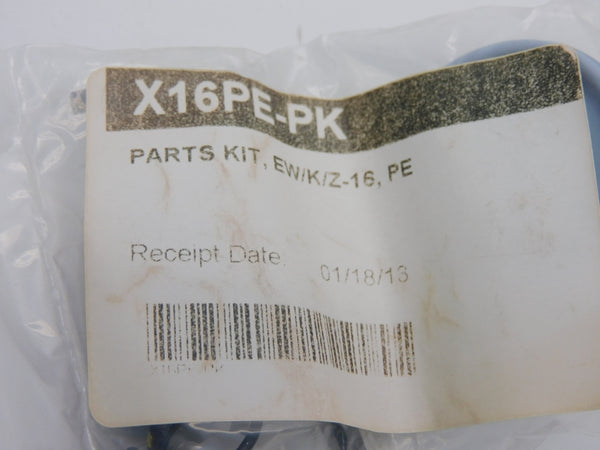 X16PE-PK
PARTS KIT, EW/K/Z-16, PE
Receipt Date:
01/18/13